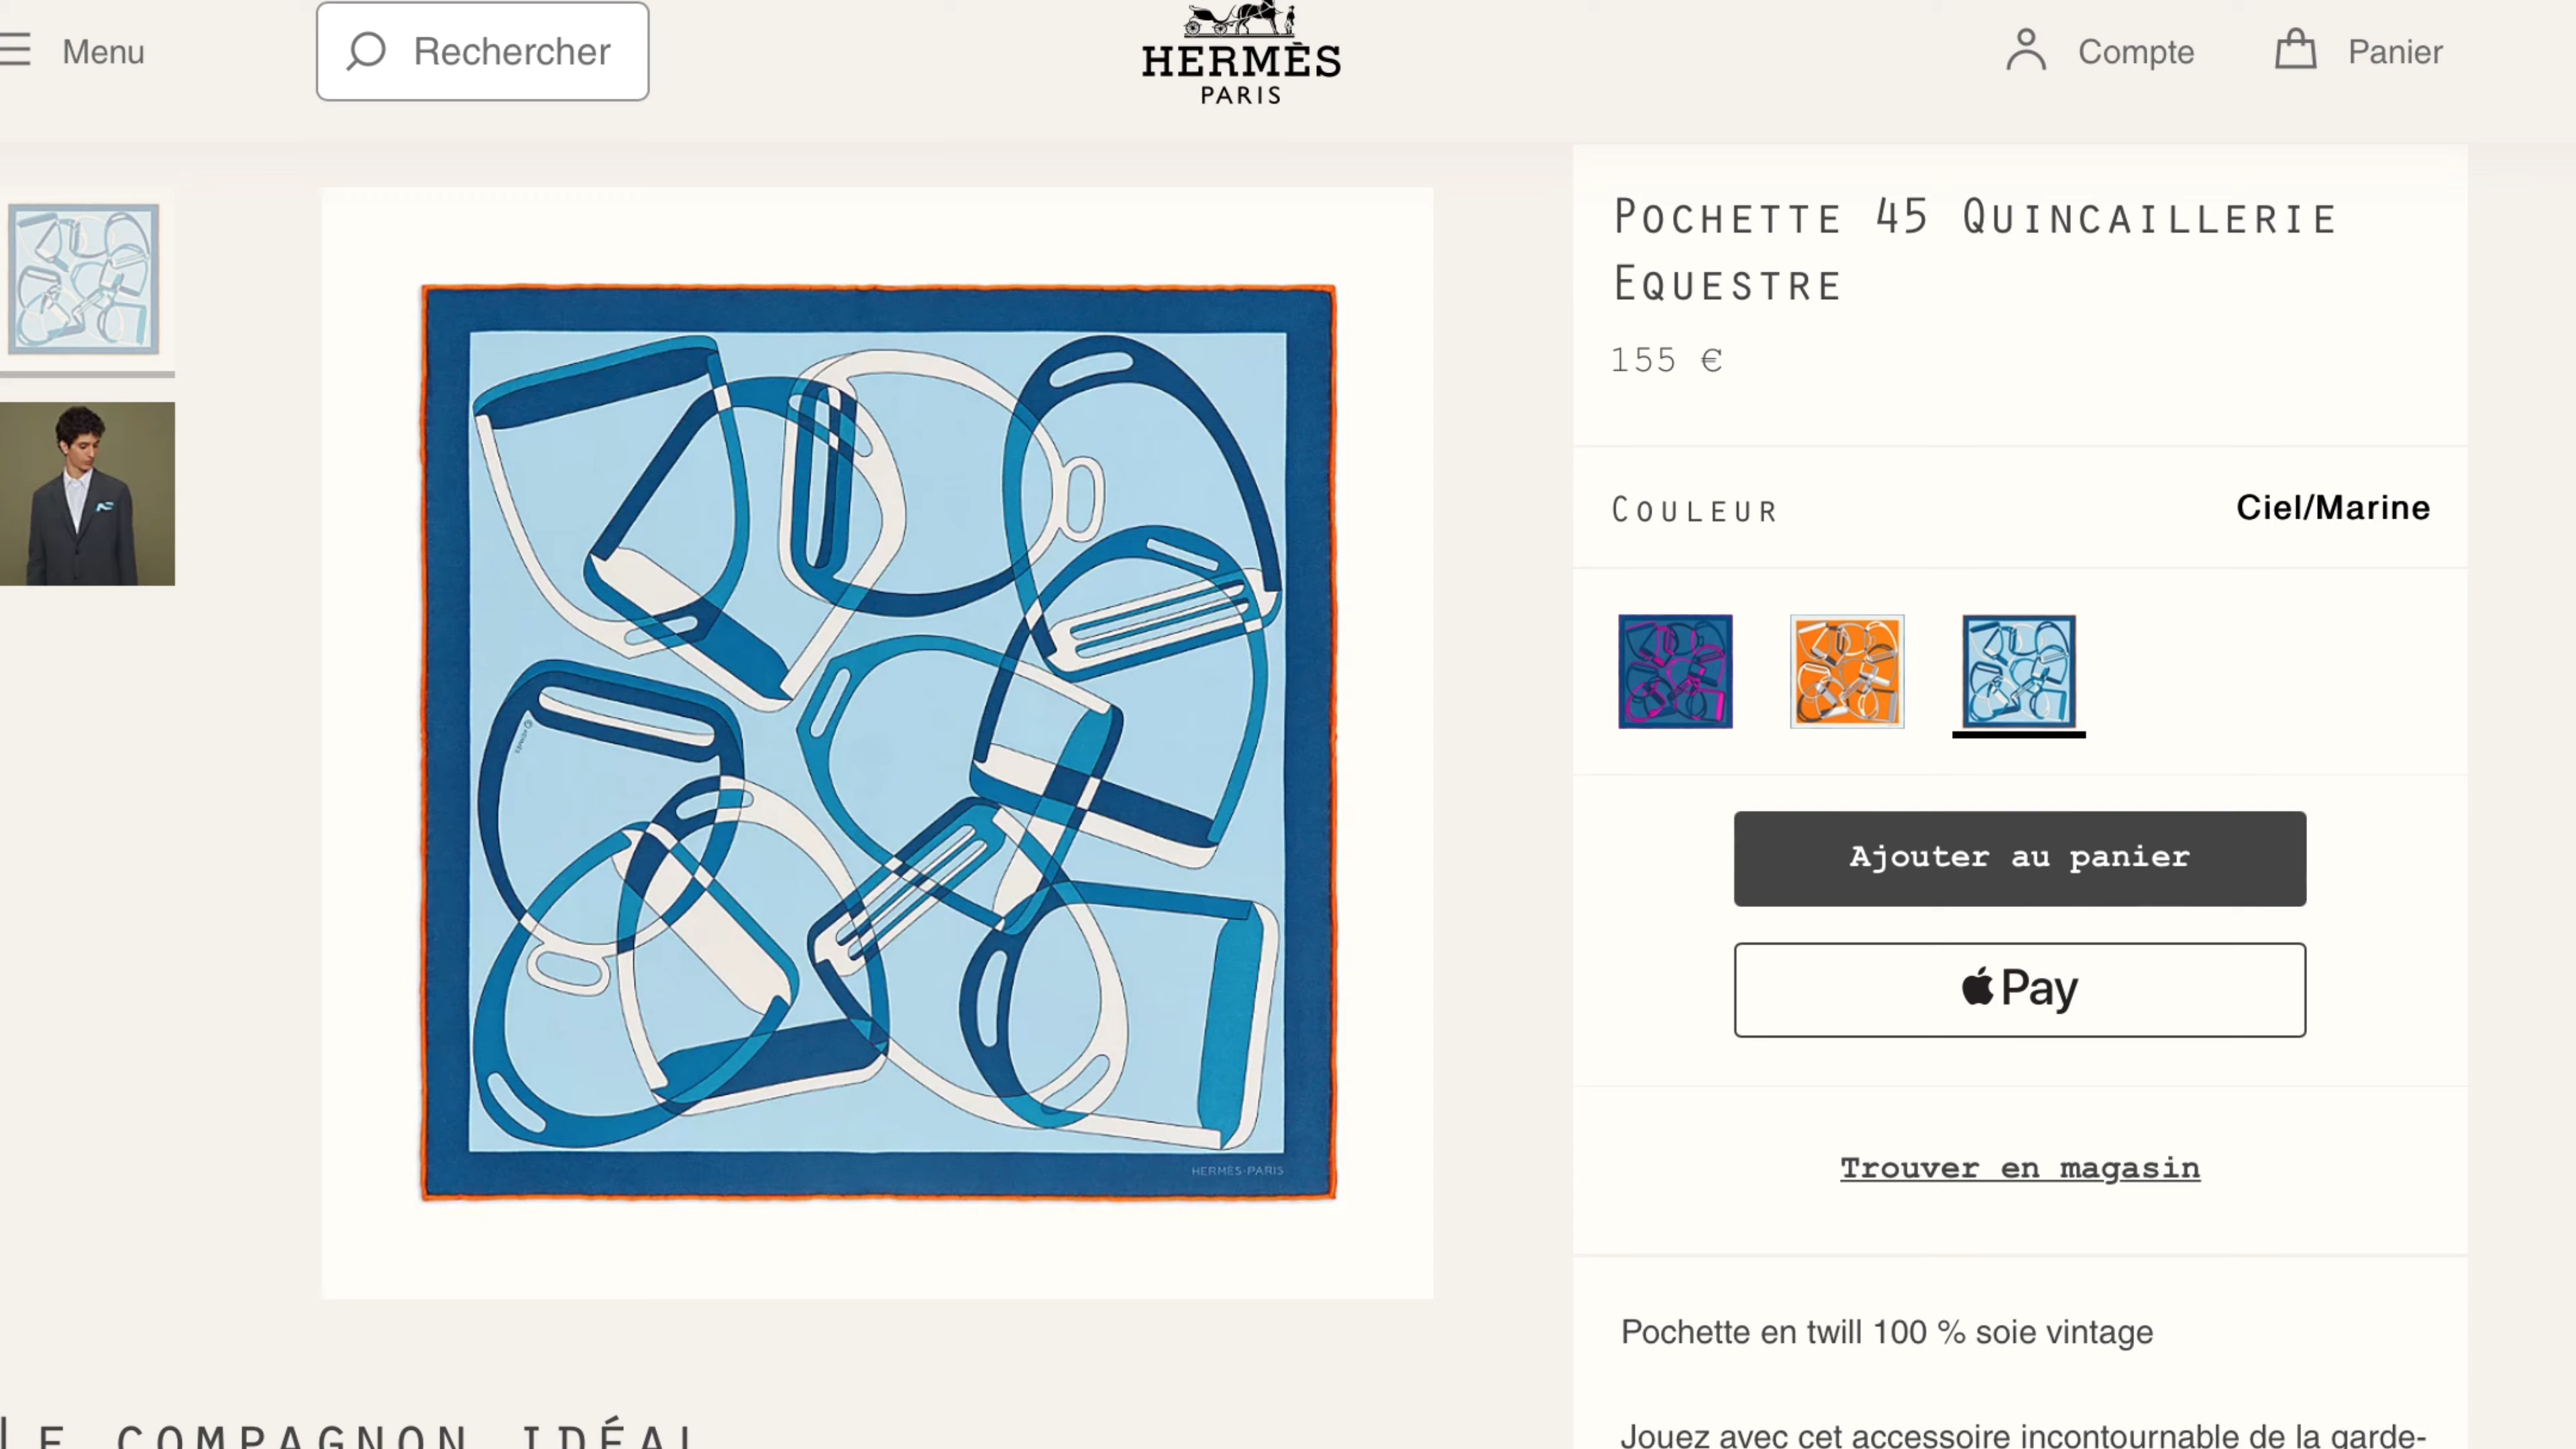 Menu
Rechercher
HERMÈS
PARIS
Compte
Panier
POCHETTE 45 QUINCAILLERIE
EQUESTRE
155 €
COULEUR
Ciel/Marine
Ajouter au panier
Pay
Trouver en magasin
HERMÈS-PARIS
Pochette en twill 100 % soie vintage
LE COMPAGNON IDÉAL
Jouez avec cet accessoire incontournable de la garde-